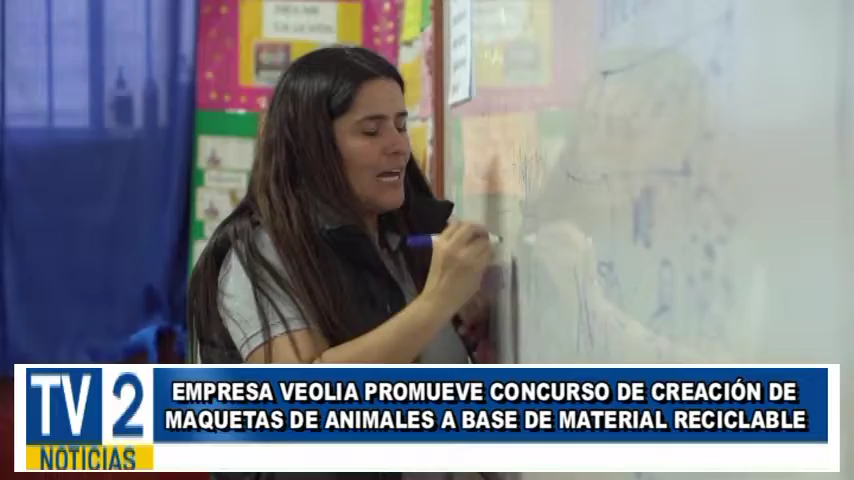 TV 2
NOTICIAS
EMPRESA VEOLIA PROMUEVE CONCURSO DE CREACIÓN DE
MAQUETAS DE ANIMALES A BASE DE MATERIAL RECICLABLE